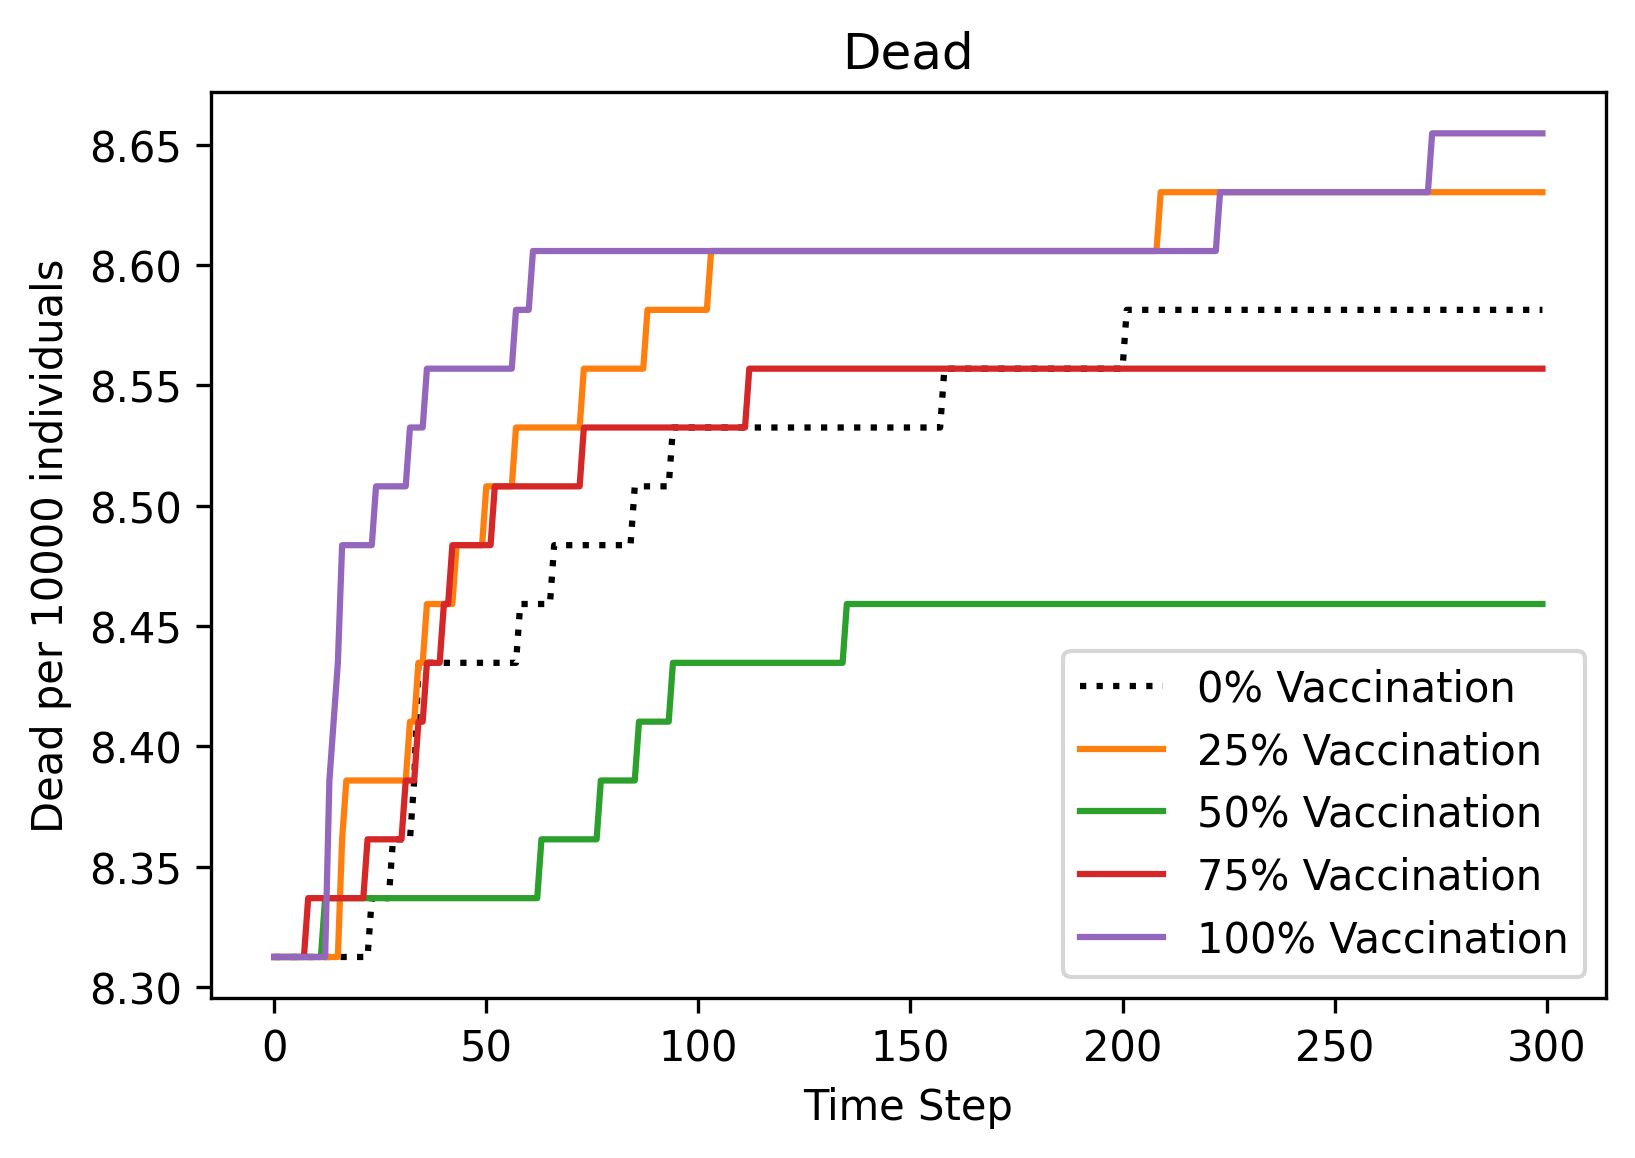 Dead
Dead per 10000 individuals
8.65
8.60
8.55
8.50
8.45
8.40
8.35
8.30
0% Vaccination
25% Vaccination
50% Vaccination
75% Vaccination
100% Vaccination
0 50 100 150 200 250 300
Time Step